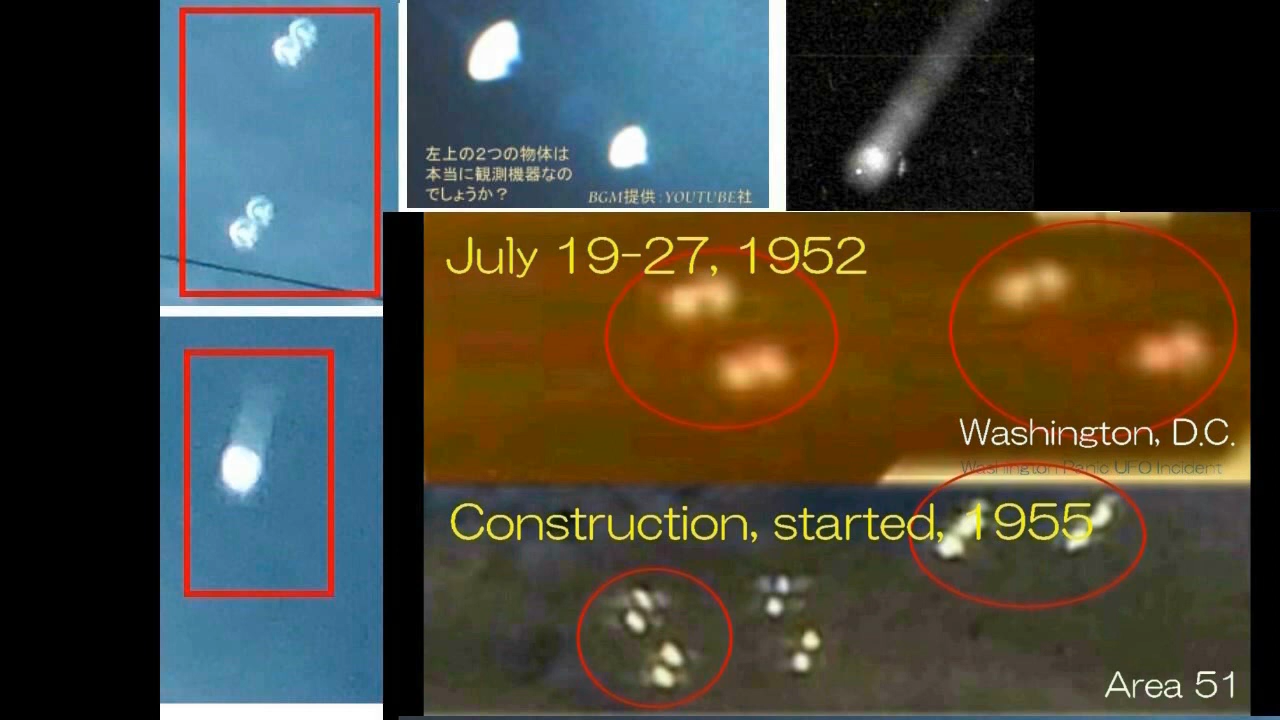 左上の2つの物体は
本当に観測機器なの
でしょうか？
BGM提供:YOUTUBE社
July 19-27, 1952
Washington, D.C.
Washington Panic UFO Incident
Construction, started, 1955
Area 51